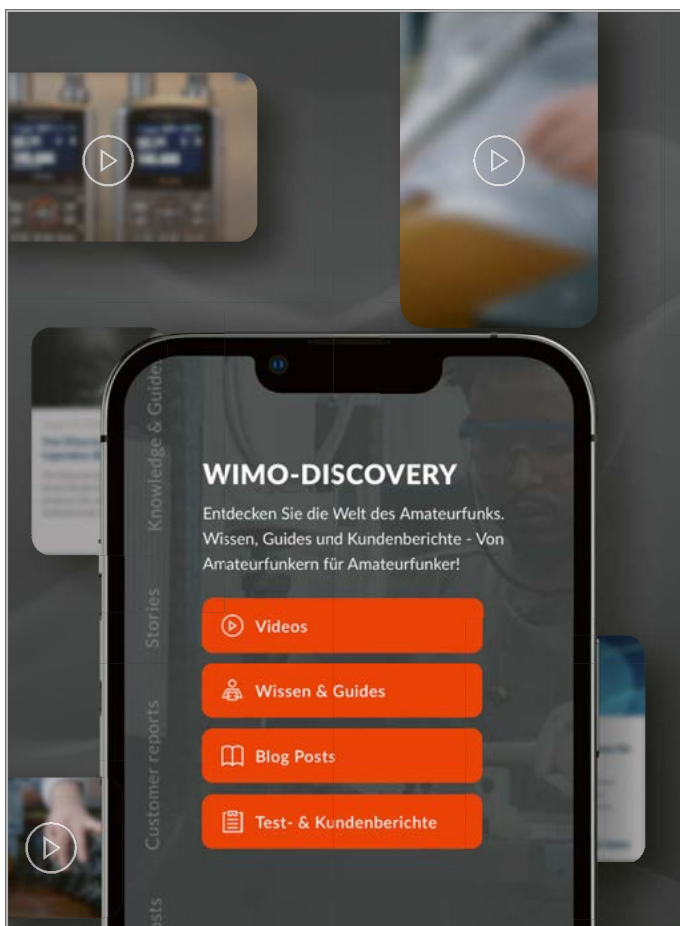 WIMO-DISCOVERY
Entdecken Sie die Welt des Amateurfunks.
Wissen, Guides und Kundenberichte - Von
Amateurfunkern für Amateurfunker!
Videos
Wissen & Guides
Blog Posts
Test- & Kundenberichte
Knowledge & Guides
Stories
Customer reports